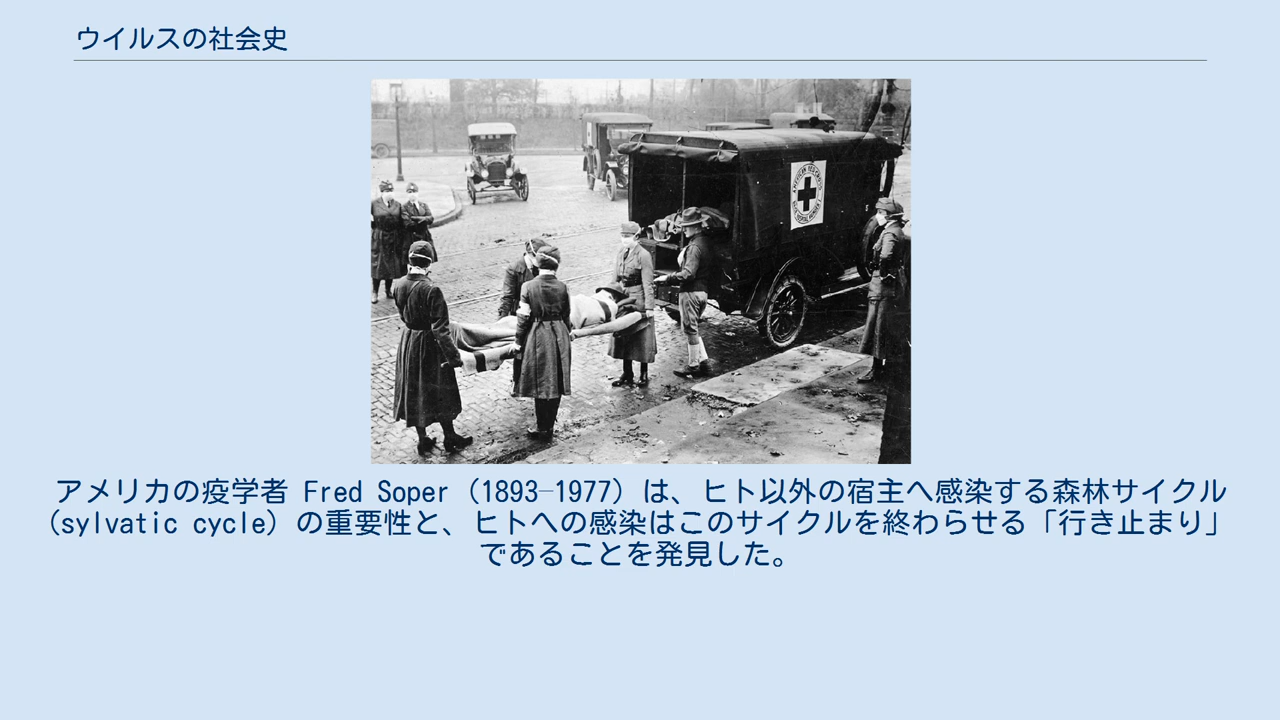 ウイルスの社会史
アメリカの疫学者 Fred Soper（1893–1977）は、ヒト以外の宿主へ感染する森林サイクル
（sylvatic cycle）の重要性と、ヒトへの感染はこのサイクルを終わらせる「行き止まり」
であることを発見した。